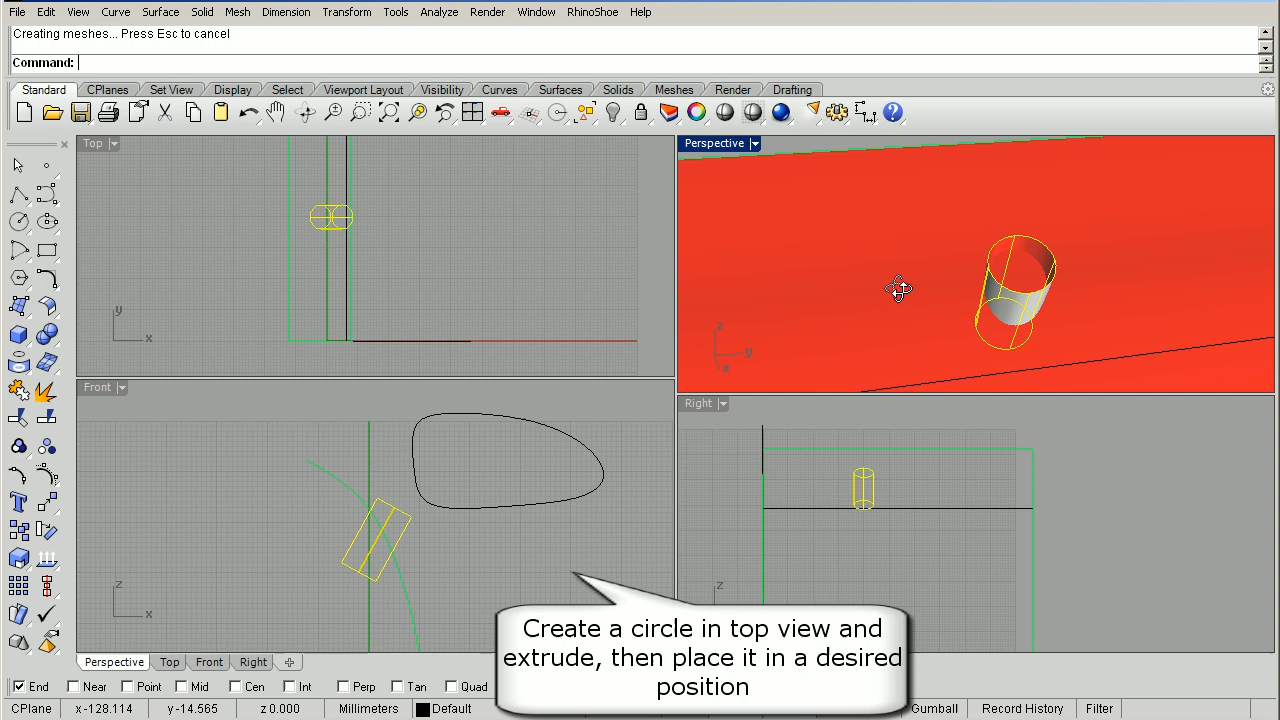 File Edit View Curve Surface Solid Mesh Dimension Transform Tools Analyze Render Window RhinoShoe Help
Creating meshes... Press Esc to cancel
Command:
Standard CPlanes Set View Display Select Viewport Layout Visibility Curves Surfaces Solids Meshes Render Drafting
Top
Perspective
y
x
z
y
x
Front
Right
z
x
z
Create a circle in top view and
extrude, then place it in a desired
position
Perspective Top Front Right
End Near Point Mid Cen Int Perp Tan Quad
CPlane x-128.114 y-14.565 z 0.000 Millimeters Default Gumball Record History Filter